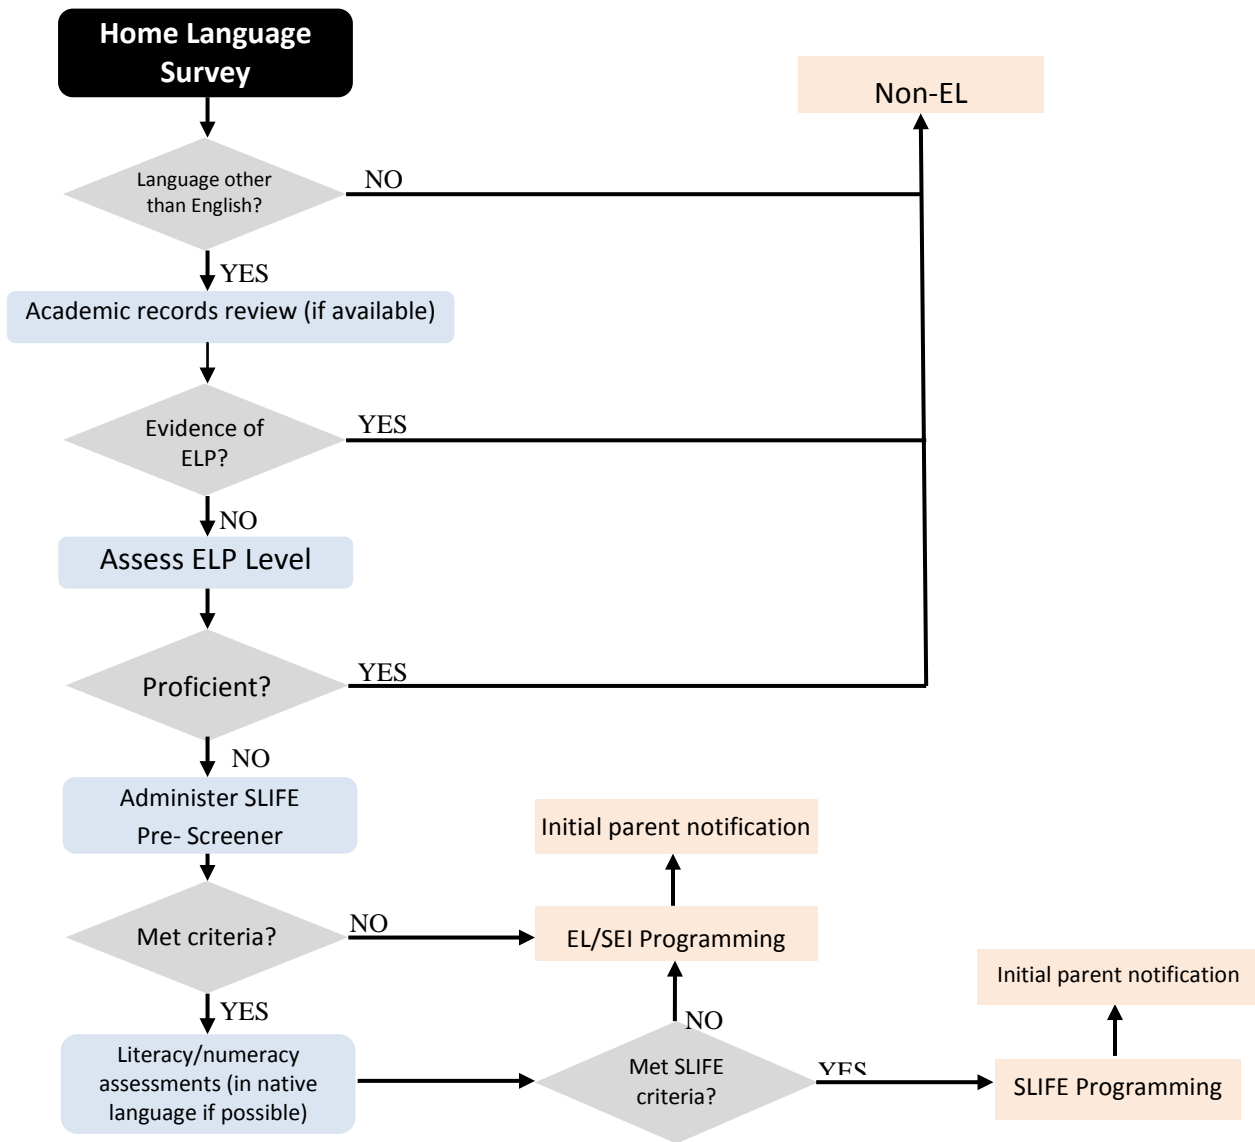 Home Language
Survey
Non-EL
Language other
than English?
NO
YES
Academic records review (if available)
Evidence of
ELP?
YES
NO
Assess ELP Level
Proficient?
YES
NO
Administer SLIFE
Pre- Screener
Initial parent notification
Met criteria?
NO
EL/SEI Programming
YES
Initial parent notification
NO
Literacy/numeracy
assessments (in native
language if possible)
Met SLIFE
criteria?
YES
SLIFE Programming